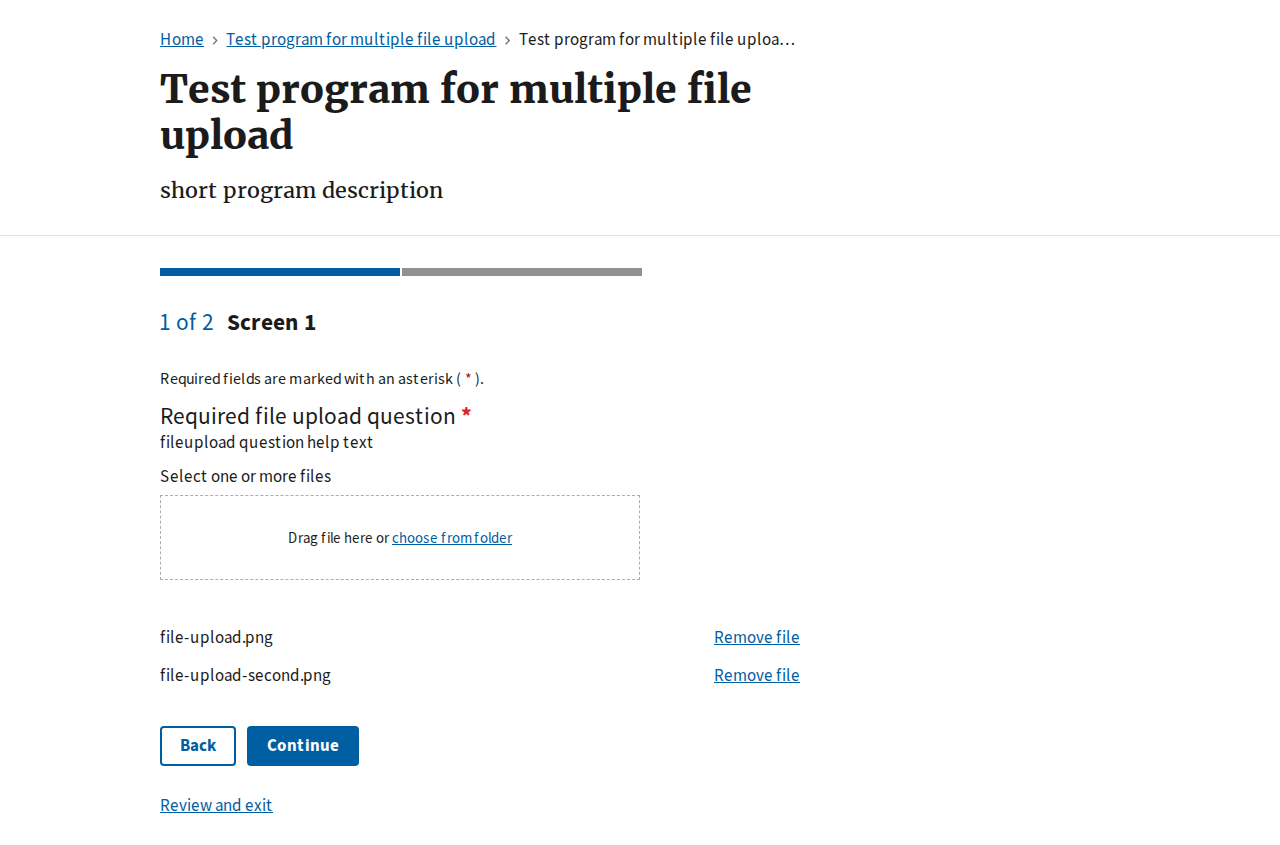 Home > Test program for multiple file upload > Test program for multiple file uploa…
Test program for multiple file
upload
short program description
1 of 2 Screen 1
Required fields are marked with an asterisk ( * ).
Required file upload question *
fileupload question help text
Select one or more files
Drag file here or choose from folder
file-upload.png Remove file
file-upload-second.png Remove file
Back Continue
Review and exit